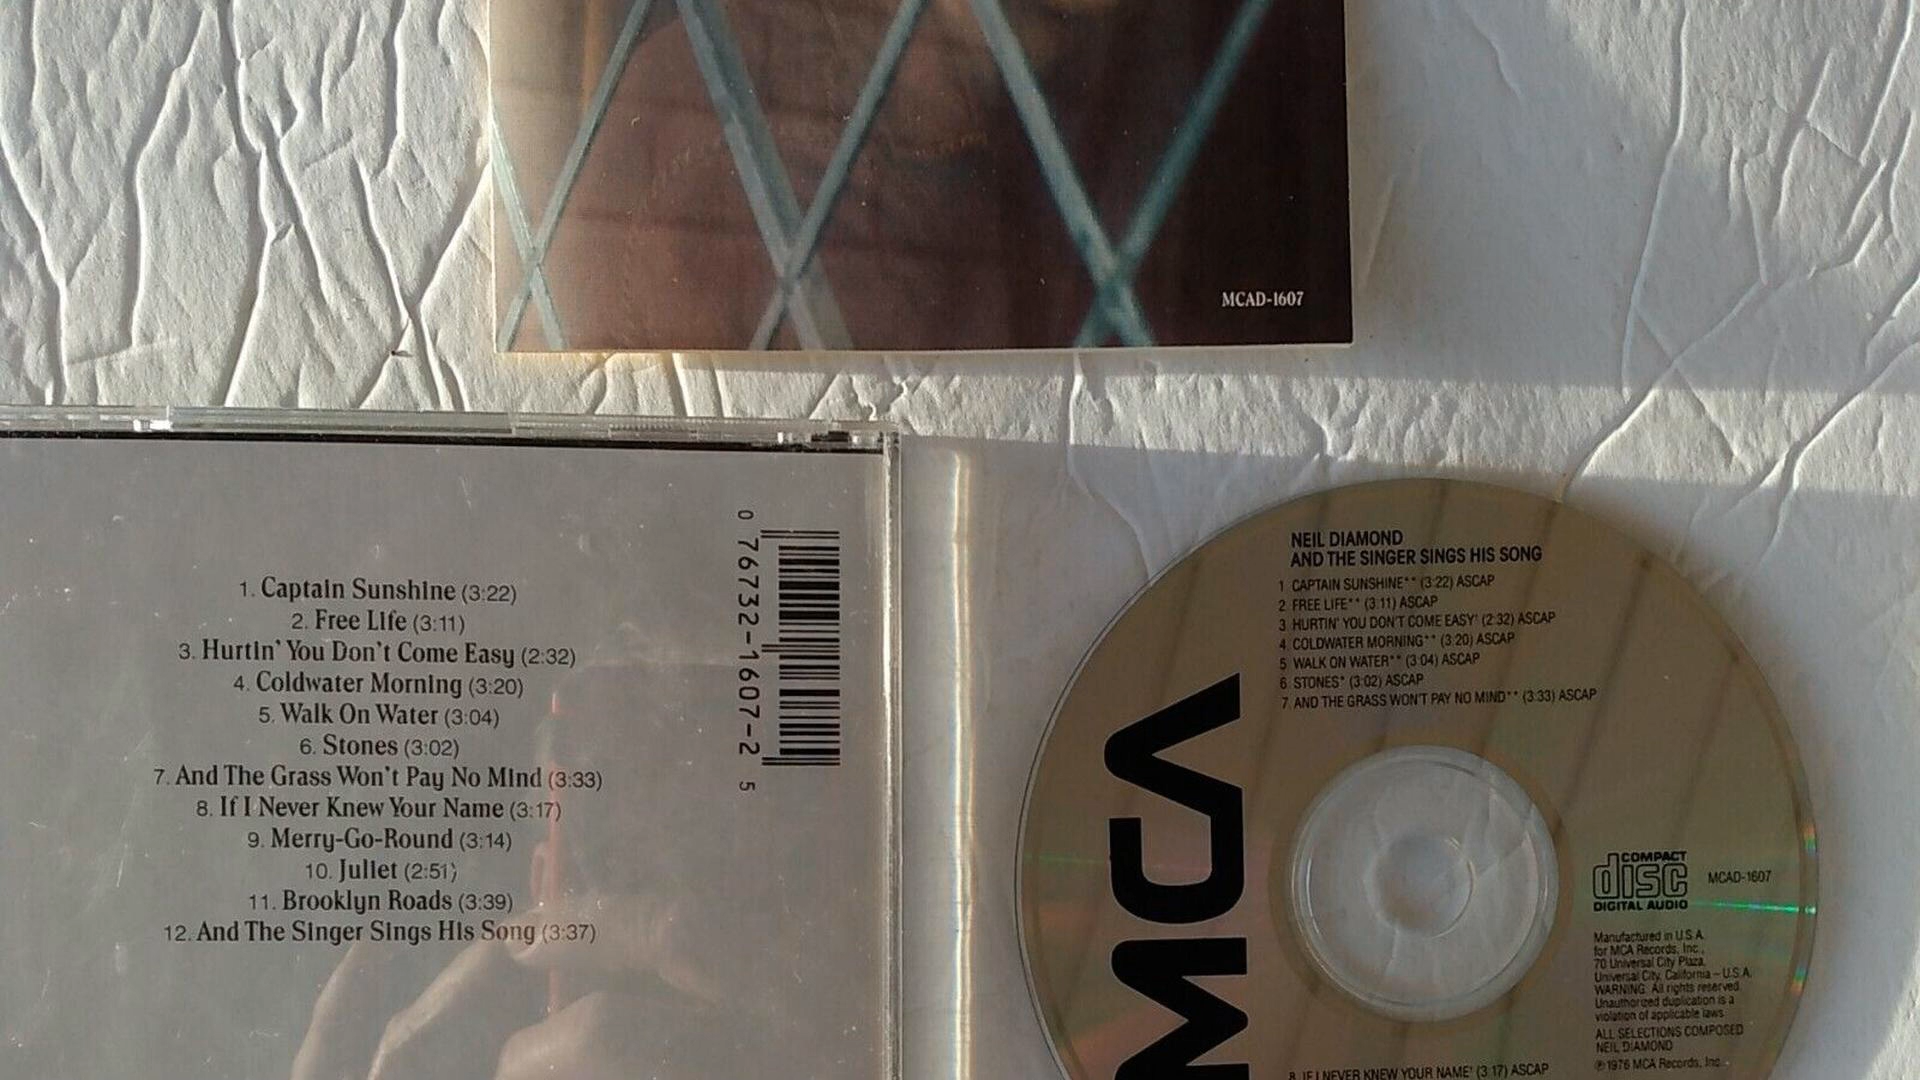 MCAD-1607
1. Captain Sunshine (3:22)
2. Free Life (3:11)
3. Hurtin' You Don't Come Easy (2:32)
4. Coldwater Morning (3:20)
5. Walk On Water (3:04)
6. Stones (3:02)
7. And The Grass Won't Pay No Mind (3:33)
8. If I Never Knew Your Name (3:17)
9. Merry-Go-Round (3:14)
10. Juliet (2:51)
11. Brooklyn Roads (3:39)
12. And The Singer Sings His Song (3:37)
0 76732-1607-2 5
NEIL DIAMOND
AND THE SINGER SINGS HIS SONG
1 CAPTAIN SUNSHINE** (3:22) ASCAP
2. FREE LIFE** (3:11) ASCAP
3 HURTIN' YOU DON'T COME EASY* (2:32) ASCAP
4. COLDWATER MORNING** (3:20) ASCAP
5 WALK ON WATER** (3:04) ASCAP
6 STONES* (3:02) ASCAP
7. AND THE GRASS WON'T PAY NO MIND** (3:33) ASCAP
MCA
COMPACT
disc
DIGITAL AUDIO
MCAD-1607
Manufactured in U.S.A.
for MCA Records, Inc.,
70 Universal City Plaza,
Universal City, California – U.S.A.
WARNING: All rights reserved.
Unauthorized duplication is a
violation of applicable laws
ALL SELECTIONS COMPOSED
NEIL DIAMOND
℗1976 MCA Records, Inc.
8. IF I NEVER KNEW YOUR NAME* (3:17) ASCAP